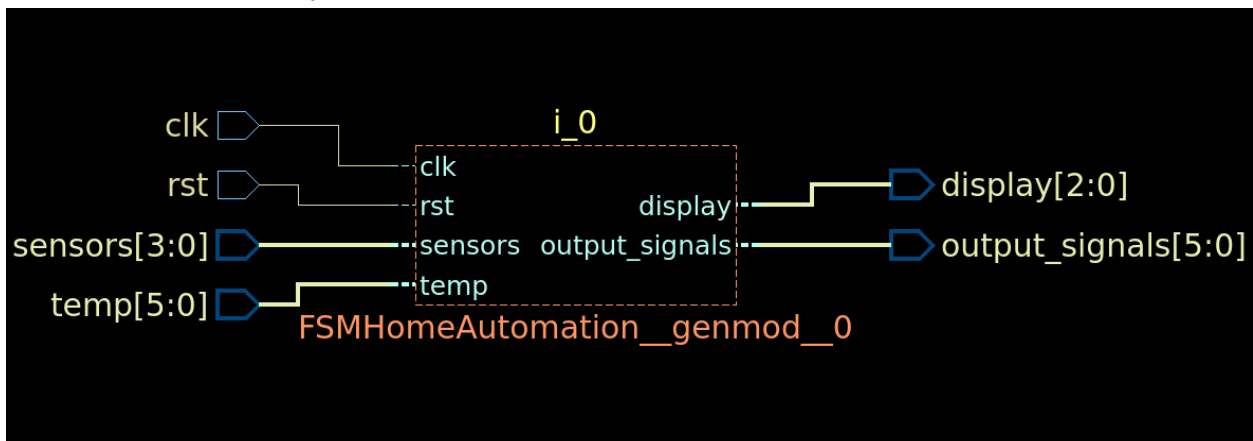 clk
rst
sensors[3:0]
temp[5:0]
i_0
clk
rst
sensors
temp
display
output_signals
FSMHomeAutomation__genmod__0
display[2:0]
output_signals[5:0]